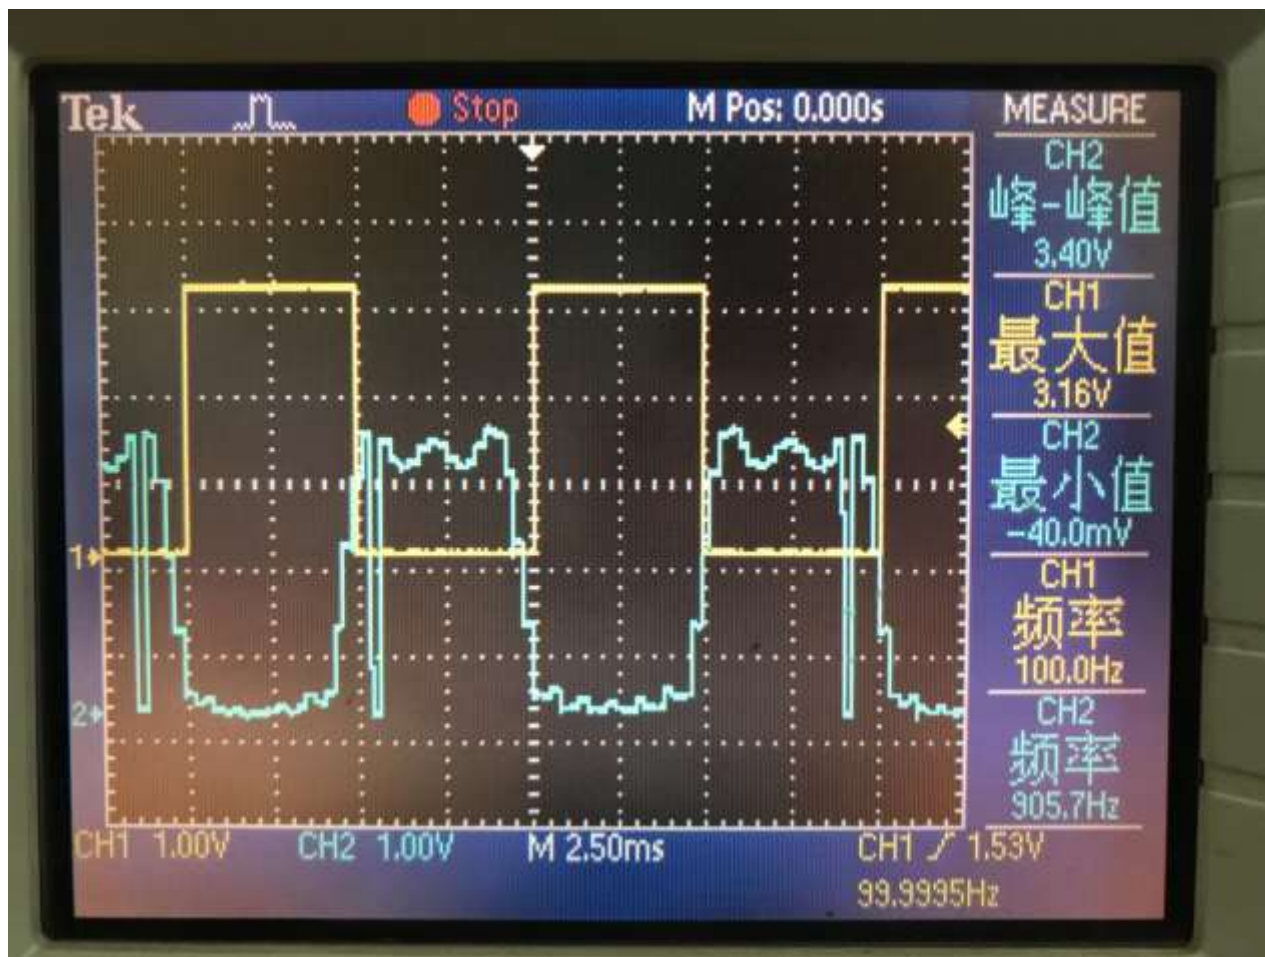 Tek Stop M Pos: 0.000s MEASURE
CH2
峰-峰值
3.40V
CH1
最大值
3.16V
CH2
最小值
-40.0mV
CH1
频率
100.0Hz
CH2
频率
905.7Hz
1
2
CH1 1.00V CH2 1.00V M 2.50ms CH1 1.53V
99.9995Hz